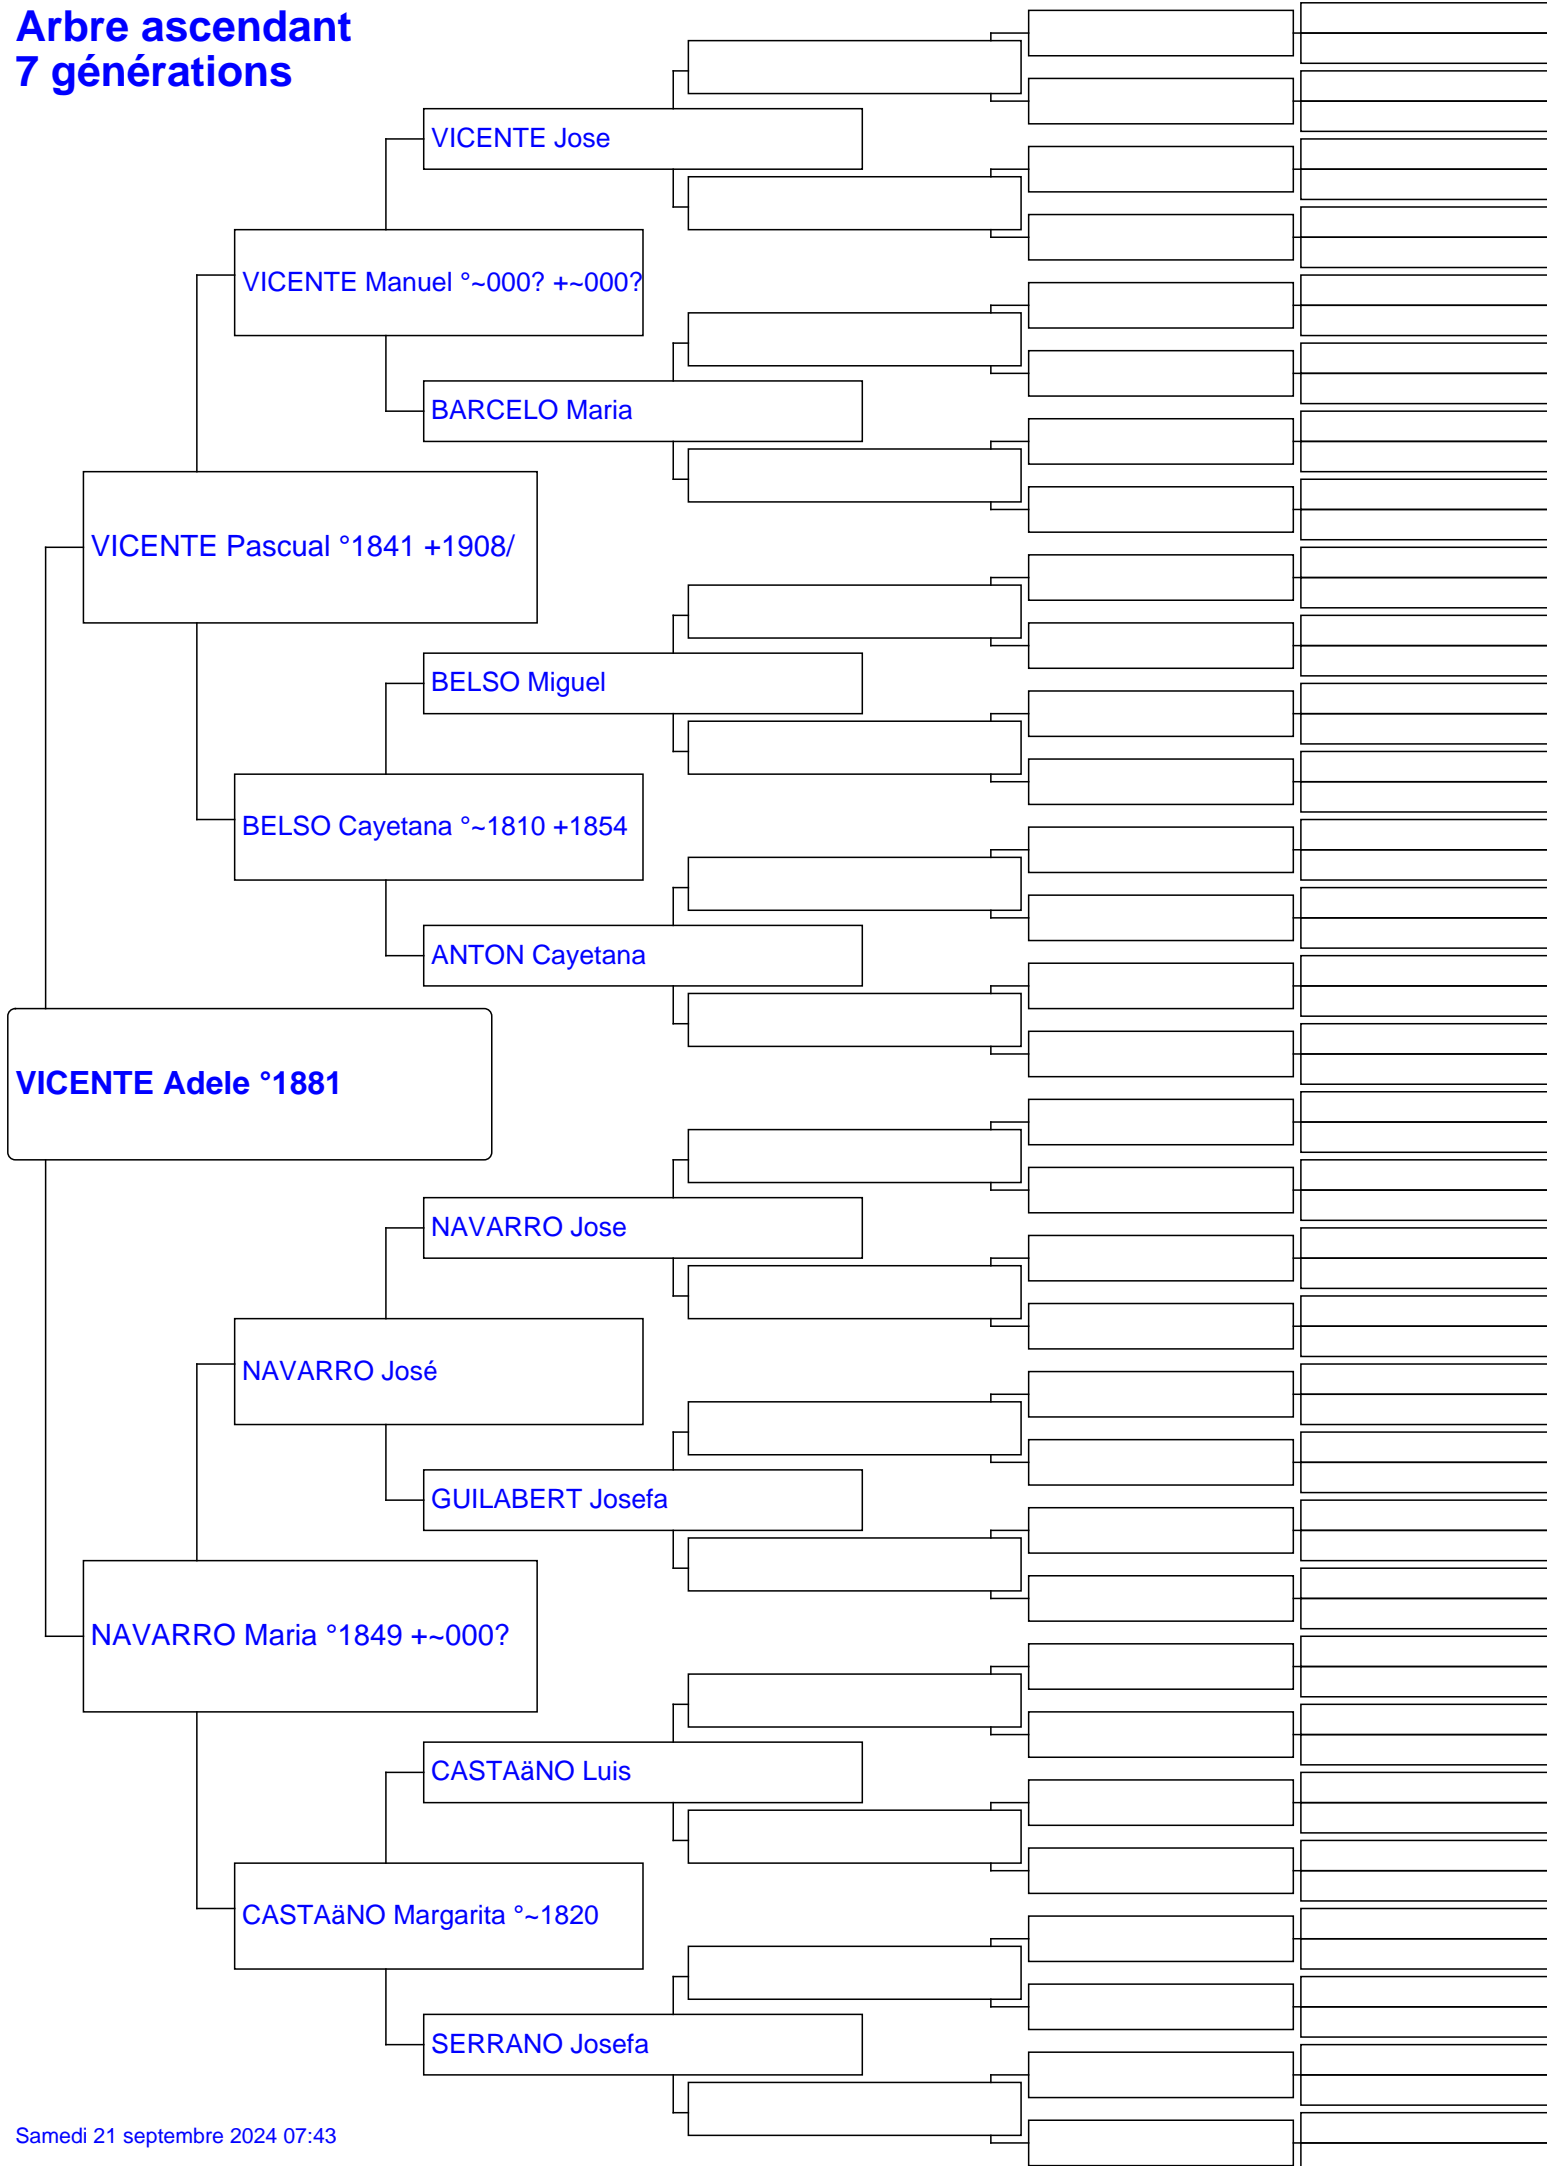 Arbre ascendant
7 générations
VICENTE Jose
VICENTE Manuel °~000? +~000?
BARCELO Maria
VICENTE Pascual °1841 +1908/
BELSO Miguel
BELSO Cayetana °~1810 +1854
ANTON Cayetana
VICENTE Adele °1881
NAVARRO Jose
NAVARRO José
GUILABERT Josefa
NAVARRO Maria °1849 +~000?
CASTAäNO Luis
CASTAäNO Margarita °~1820
SERRANO Josefa
Samedi 21 septembre 2024 07:43